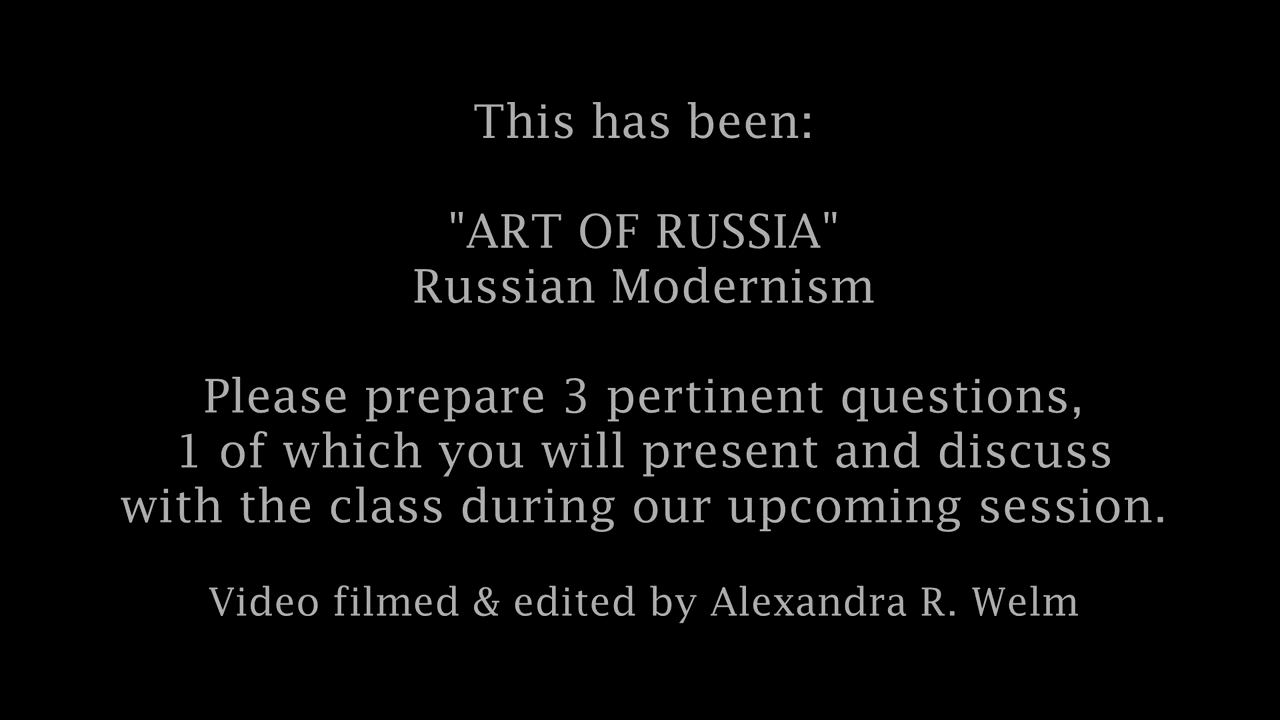 This has been:
"ART OF RUSSIA"
Russian Modernism
Please prepare 3 pertinent questions,
1 of which you will present and discuss
with the class during our upcoming session.
Video filmed & edited by Alexandra R. Welm